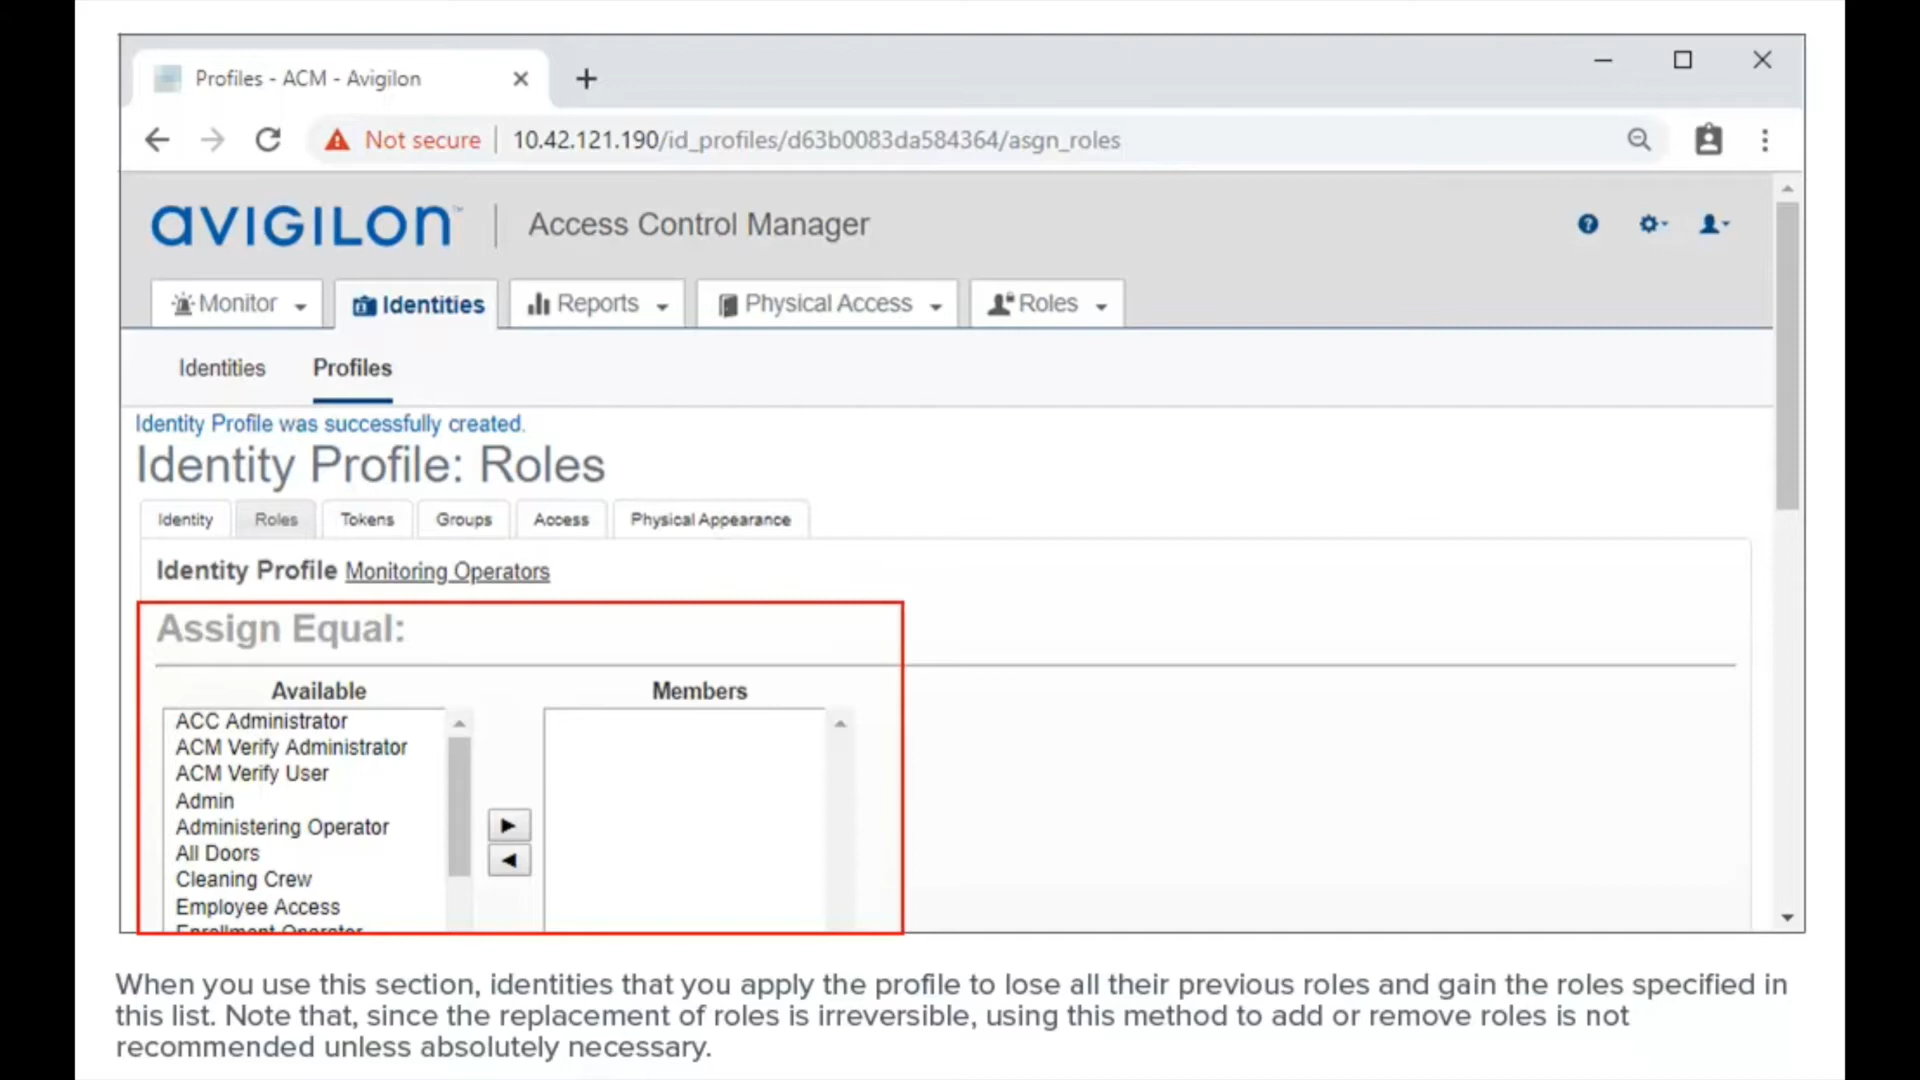 Profiles - ACM - Avigilon
Not secure | 10.42.121.190/id_profiles/d63b0083da584364/asgn_roles
avigilon™ | Access Control Manager
Monitor Identities Reports Physical Access Roles
Identities Profiles
Identity Profile was successfully created.
Identity Profile: Roles
Identity Roles Tokens Groups Access Physical Appearance
Identity Profile Monitoring Operators
Assign Equal:
Available Members
ACC Administrator
ACM Verify Administrator
ACM Verify User
Admin
Administering Operator
All Doors
Cleaning Crew
Employee Access
Enrollment Operator
When you use this section, identities that you apply the profile to lose all their previous roles and gain the roles specified in
this list. Note that, since the replacement of roles is irreversible, using this method to add or remove roles is not
recommended unless absolutely necessary.